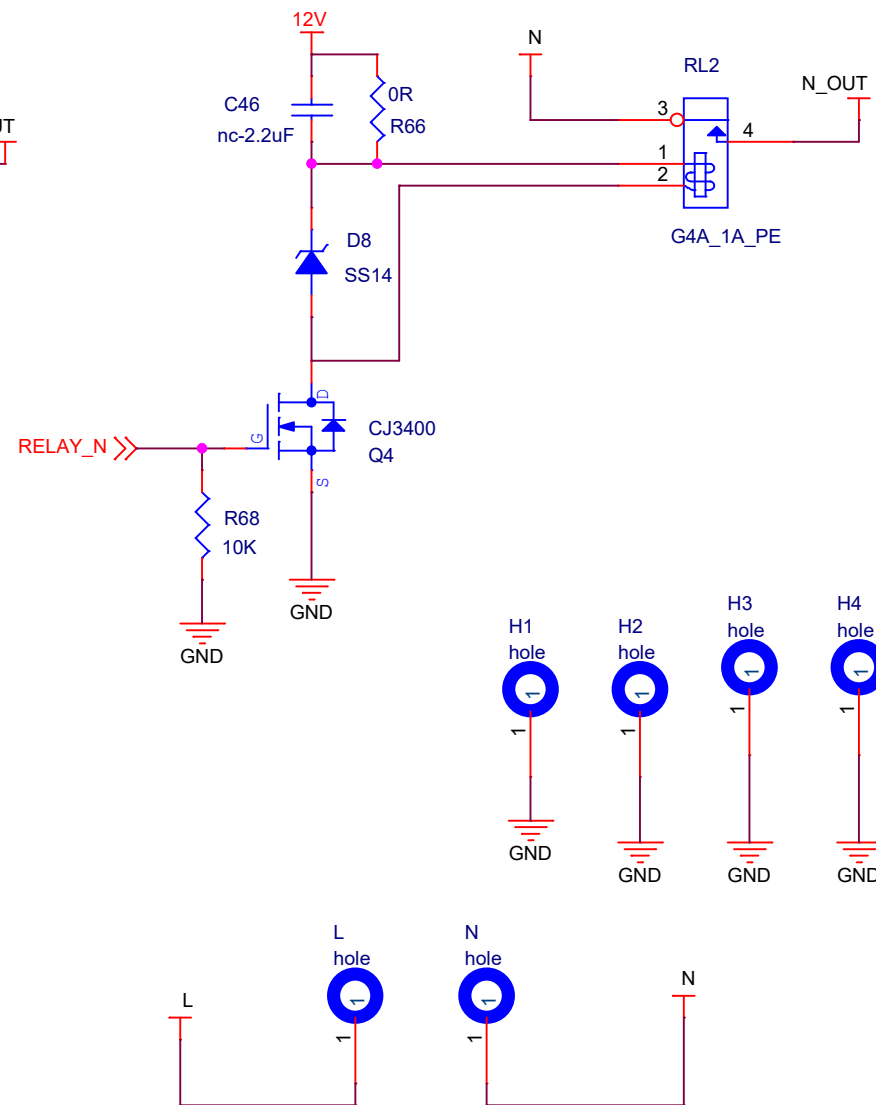 12V
N
RL2
N_OUT
C46
nc-2.2uF
0R
R66
3
4
1
2
G4A_1A_PE
UT
D8
SS14
D
G
S
CJ3400
Q4
RELAY_N
R68
10K
GND
GND
H1
hole
1
1
GND
H2
hole
1
1
GND
H3
hole
1
1
GND
H4
hole
1
1
GND
L
hole
1
1
L
N
hole
1
1
N